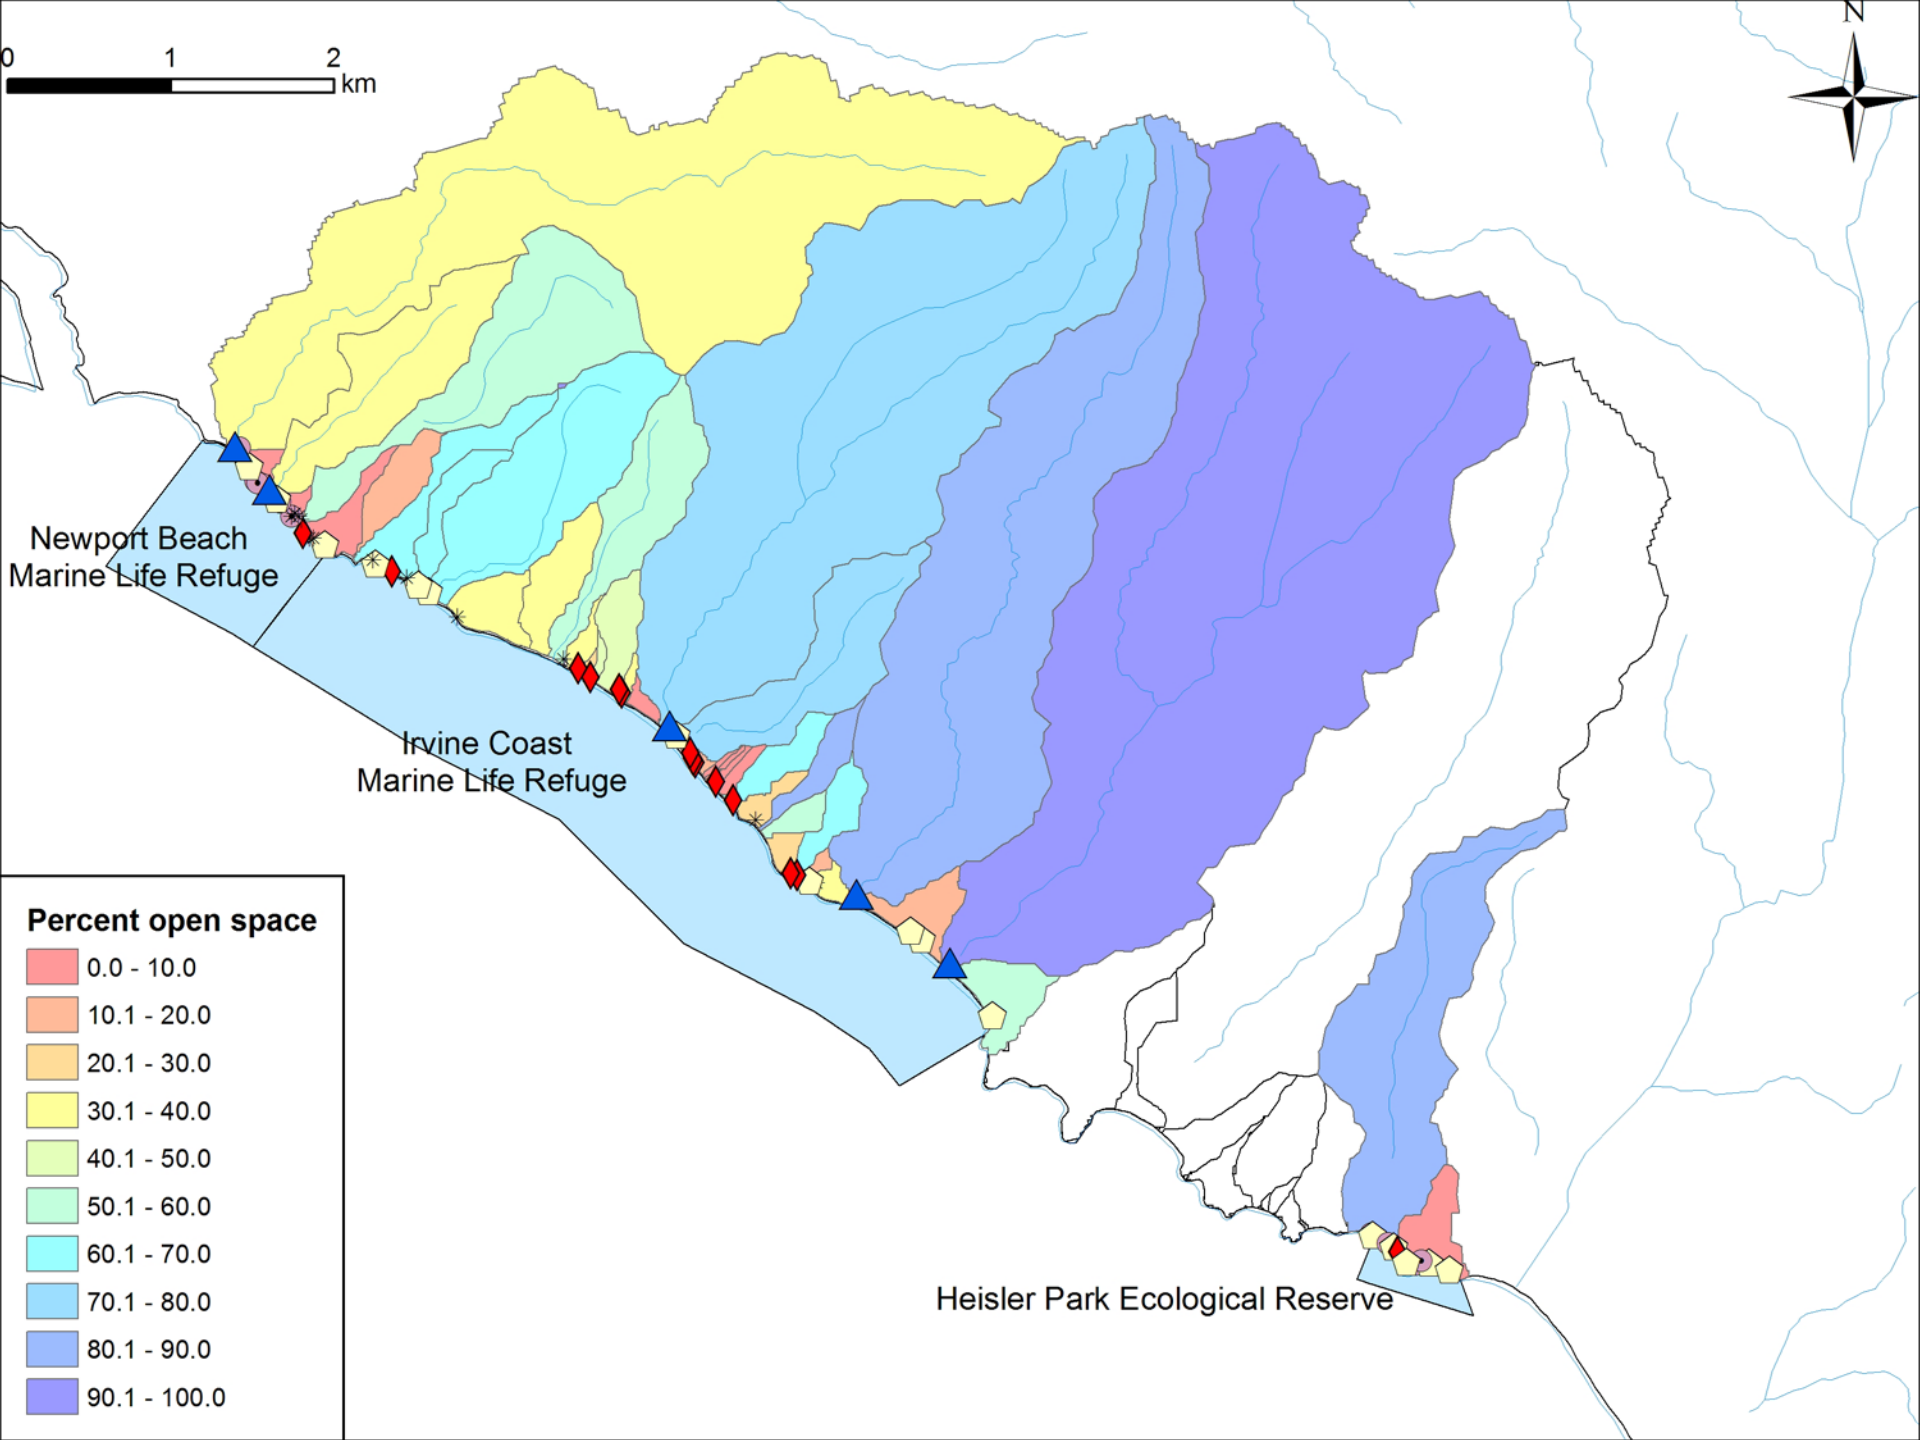 N
0 1 2
km
Newport Beach
Marine Life Refuge
Irvine Coast
Marine Life Refuge
Heisler Park Ecological Reserve
Percent open space
0.0 - 10.0
10.1 - 20.0
20.1 - 30.0
30.1 - 40.0
40.1 - 50.0
50.1 - 60.0
60.1 - 70.0
70.1 - 80.0
80.1 - 90.0
90.1 - 100.0